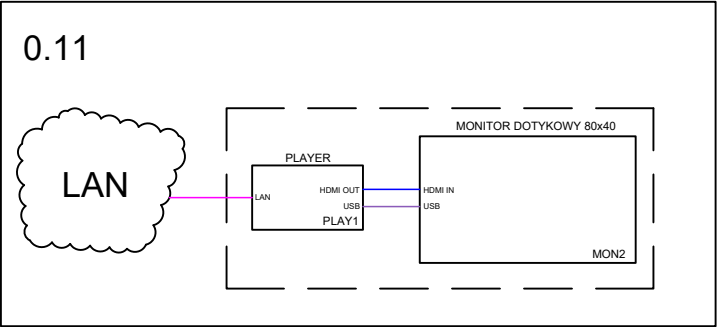 0.11
MONITOR DOTYKOWY 80x40
PLAYER
LAN
LAN
HDMI OUT
HDMI IN
USB
USB
PLAY1
MON2